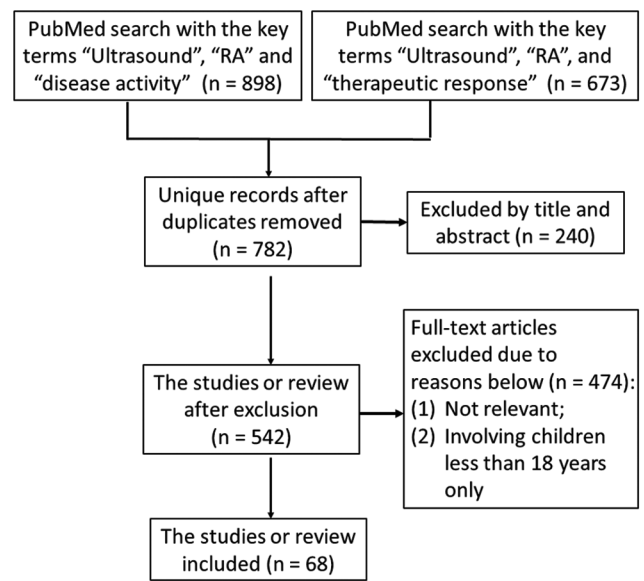 PubMed search with the key
terms “Ultrasound”, “RA” and
“disease activity”  (n = 898)
PubMed search with the key
terms “Ultrasound”, “RA”, and
“therapeutic response”  (n = 673)
Unique records after
duplicates removed
(n = 782)
Excluded by title and
abstract (n = 240)
The studies or review
after exclusion
(n = 542)
Full-text articles
excluded due to
reasons below (n = 474):
(1) Not relevant;
(2) Involving children
less than 18 years
only
The studies or review
included (n = 68)